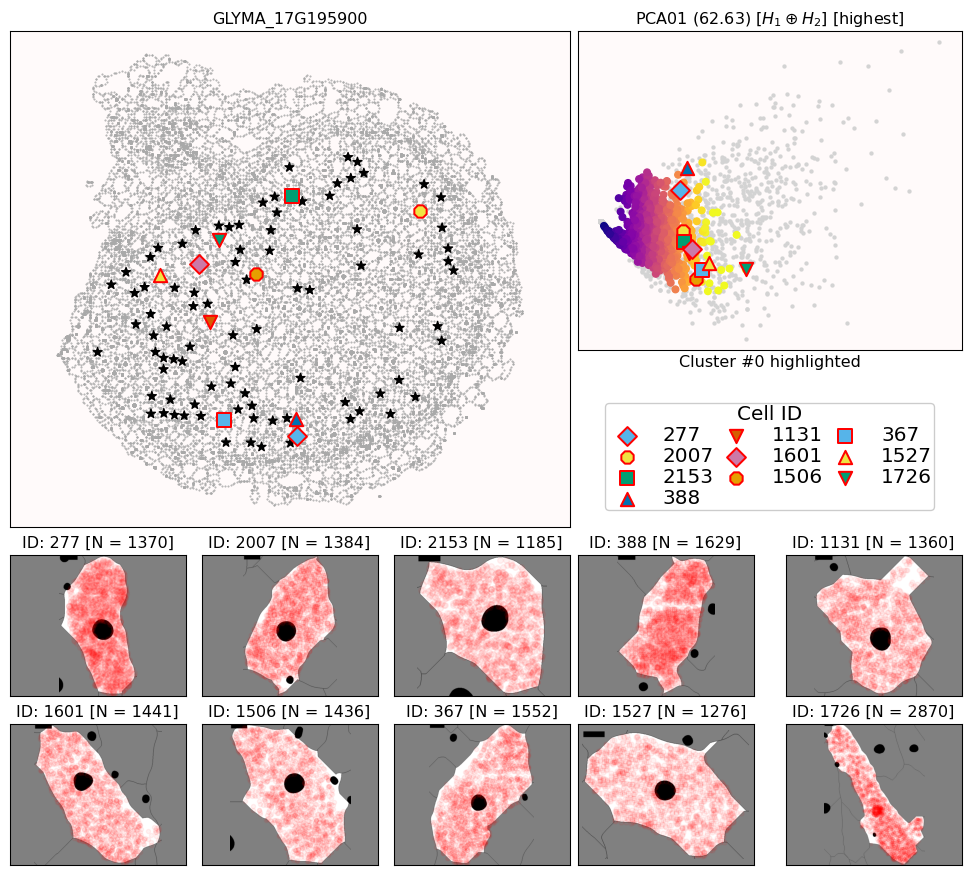 GLYMA_17G195900
PCA01 (62.63) [H₁ ⊕ H₂] [highest]
Cluster #0 highlighted
Cell ID
277 1131 367
2007 1601 1527
2153 1506 1726
388
ID: 277 [N = 1370] ID: 2007 [N = 1384] ID: 2153 [N = 1185] ID: 388 [N = 1629] ID: 1131 [N = 1360]
ID: 1601 [N = 1441] ID: 1506 [N = 1436] ID: 367 [N = 1552] ID: 1527 [N = 1276] ID: 1726 [N = 2870]